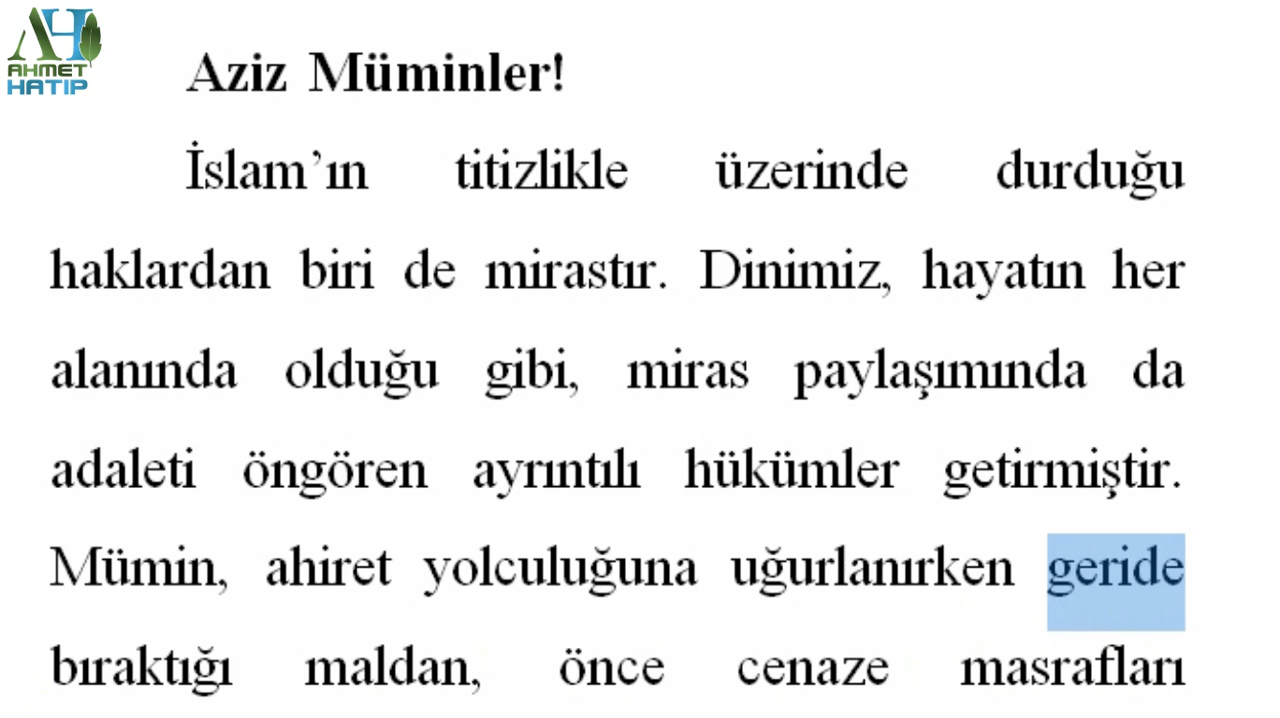 AHMET
HATIP
Aziz Müminler!
İslam’ın titizlikle üzerinde durduğu
haklardan biri de mirastır. Dinimiz, hayatın her
alanında olduğu gibi, miras paylaşımında da
adaleti öngören ayrıntılı hükümler getirmiştir.
Mümin, ahiret yolculuğuna uğurlanırken geride
bıraktığı maldan, önce cenaze masrafları